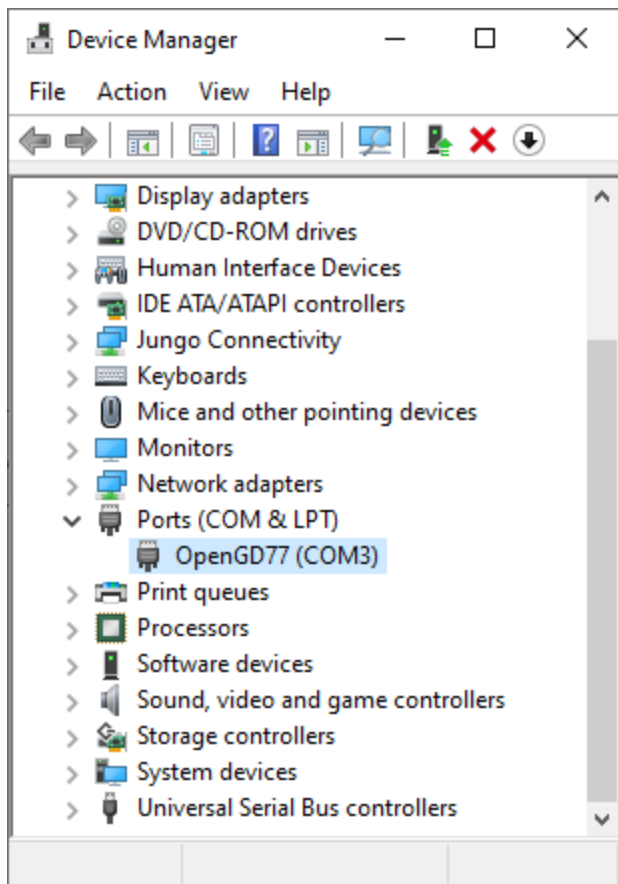 Device Manager
File Action View Help
Display adapters
DVD/CD-ROM drives
Human Interface Devices
IDE ATA/ATAPI controllers
Jungo Connectivity
Keyboards
Mice and other pointing devices
Monitors
Network adapters
Ports (COM & LPT)
OpenGD77 (COM3)
Print queues
Processors
Software devices
Sound, video and game controllers
Storage controllers
System devices
Universal Serial Bus controllers